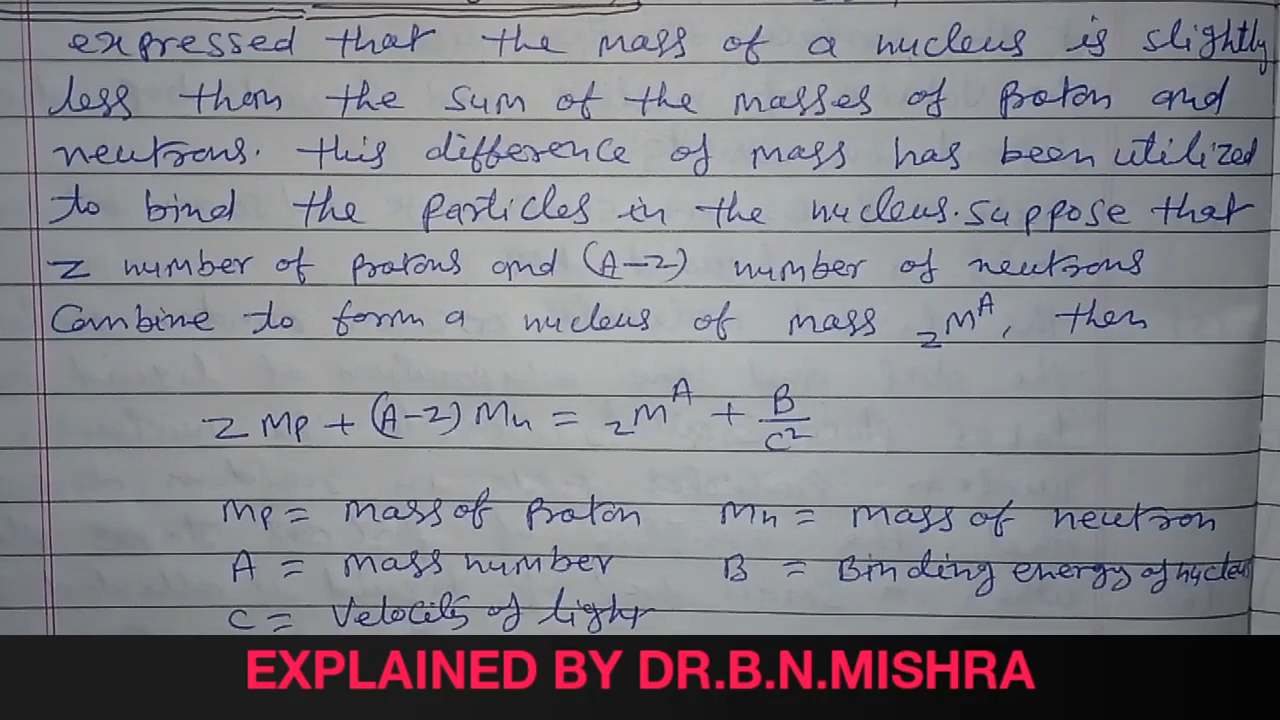 expressed that the mass of a nucleus is slightly
less than the sum of the masses of proton and
neutrons. this difference of mass has been utilized
to bind the particles in the nucleus. suppose that
Z number of protons and (A-Z) number of neutrons
Combine to form a nucleus of mass ZM^A, then
Z Mp + (A-Z) Mn = ZM^A + B/c²
Mp = mass of proton Mn = mass of neutron
A = mass number B = Binding energy of nucleus
C = Velocity of light
EXPLAINED BY DR.B.N.MISHRA